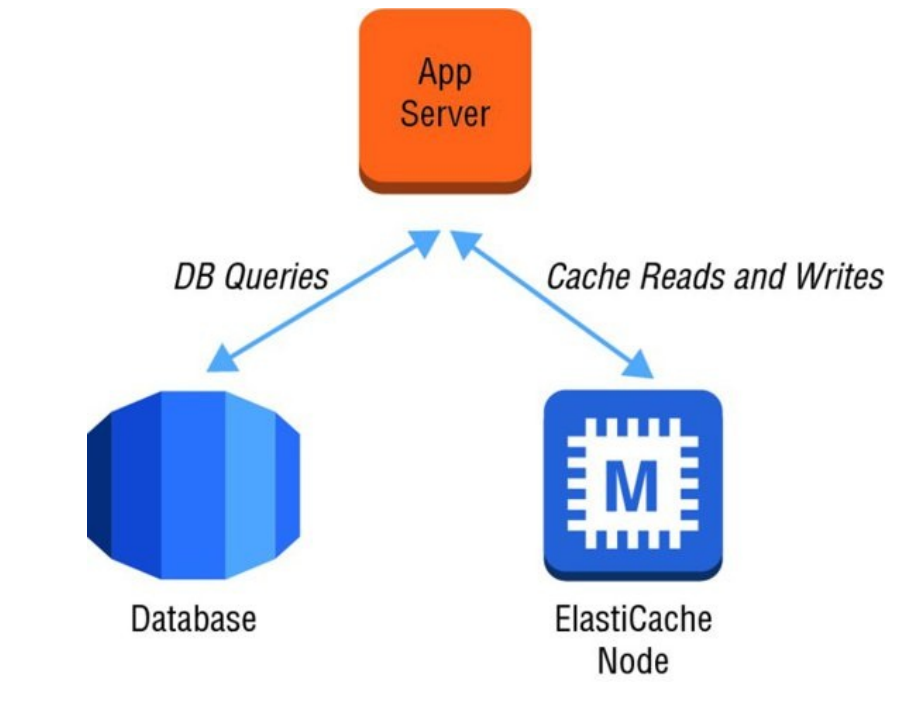 App
Server
DB Queries
Cache Reads and Writes
M
Database
ElastiCache
Node